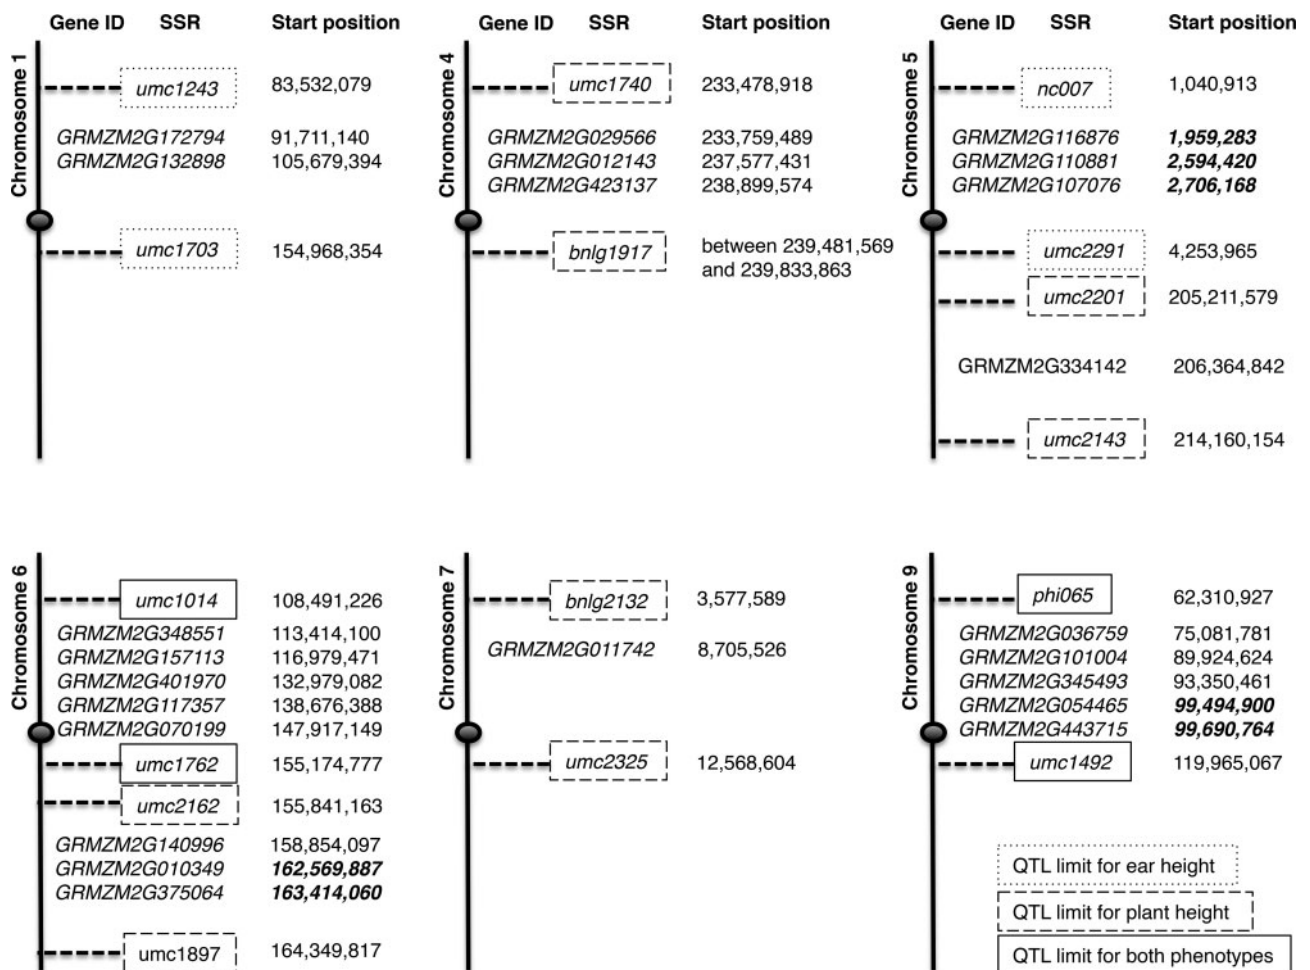 Gene ID SSR Start position
Chromosome 1
umc1243 83,532,079
GRMZM2G172794 91,711,140
GRMZM2G132898 105,679,394
umc1703 154,968,354
Gene ID SSR Start position
Chromosome 4
umc1740 233,478,918
GRMZM2G029566 233,759,489
GRMZM2G012143 237,577,431
GRMZM2G423137 238,899,574
bnlg1917 between 239,481,569
and 239,833,863
Gene ID SSR Start position
Chromosome 5
nc007 1,040,913
GRMZM2G116876 1,959,283
GRMZM2G110881 2,594,420
GRMZM2G107076 2,706,168
umc2291 4,253,965
umc2201 205,211,579
GRMZM2G334142 206,364,842
umc2143 214,160,154
Chromosome 6
umc1014 108,491,226
GRMZM2G348551 113,414,100
GRMZM2G157113 116,979,471
GRMZM2G401970 132,979,082
GRMZM2G117357 138,676,388
GRMZM2G070199 147,917,149
umc1762 155,174,777
umc2162 155,841,163
GRMZM2G140996 158,854,097
GRMZM2G010349 162,569,887
GRMZM2G375064 163,414,060
umc1897 164,349,817
Chromosome 7
bnlg2132 3,577,589
GRMZM2G011742 8,705,526
umc2325 12,568,604
Chromosome 9
phi065 62,310,927
GRMZM2G036759 75,081,781
GRMZM2G101004 89,924,624
GRMZM2G345493 93,350,461
GRMZM2G054465 99,494,900
GRMZM2G443715 99,690,764
umc1492 119,965,067
QTL limit for ear height
QTL limit for plant height
QTL limit for both phenotypes